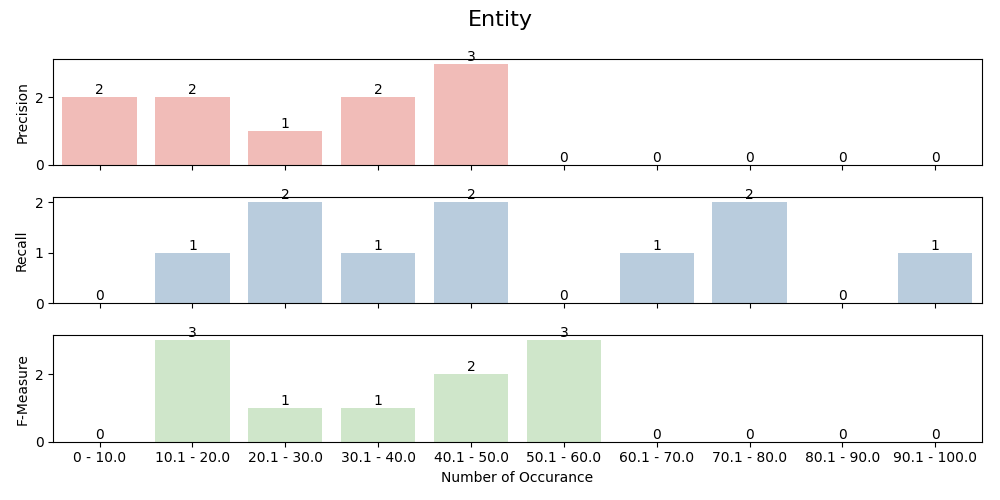 Entity
Precision
2
0
2 2 1 2 3 0 0 0 0 0
Recall
2
1
0
0 1 2 1 2 0 1 2 0 1
F-Measure
2
0
0 3 1 1 2 3 0 0 0 0
0 - 10.0 10.1 - 20.0 20.1 - 30.0 30.1 - 40.0 40.1 - 50.0 50.1 - 60.0 60.1 - 70.0 70.1 - 80.0 80.1 - 90.0 90.1 - 100.0
Number of Occurance